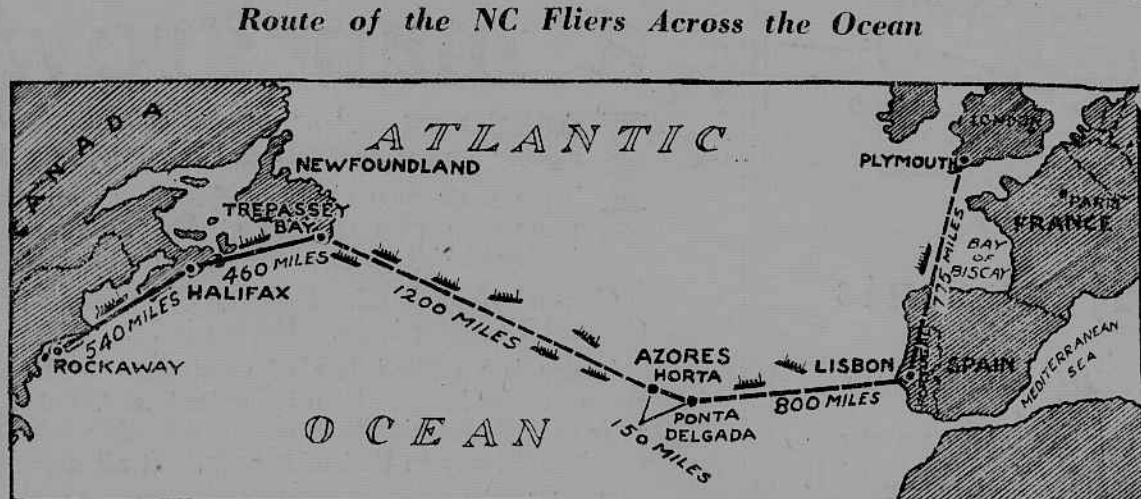 Route of the NC Fliers Across the Ocean
CANADA
ATLANTIC
NEWFOUNDLAND
TREPASSEY
BAY
460 MILES
HALIFAX
540 MILES
ROCKAWAY
1200 MILES
OCEAN
AZORES
HORTA
PONTA
DELGADA
150 MILES
LISBON
800 MILES
SPAIN
MEDITERRANEAN
SEA
775 MILES
BAY
OF
BISCAY
PLYMOUTH
LONDON
PARIS
FRANCE